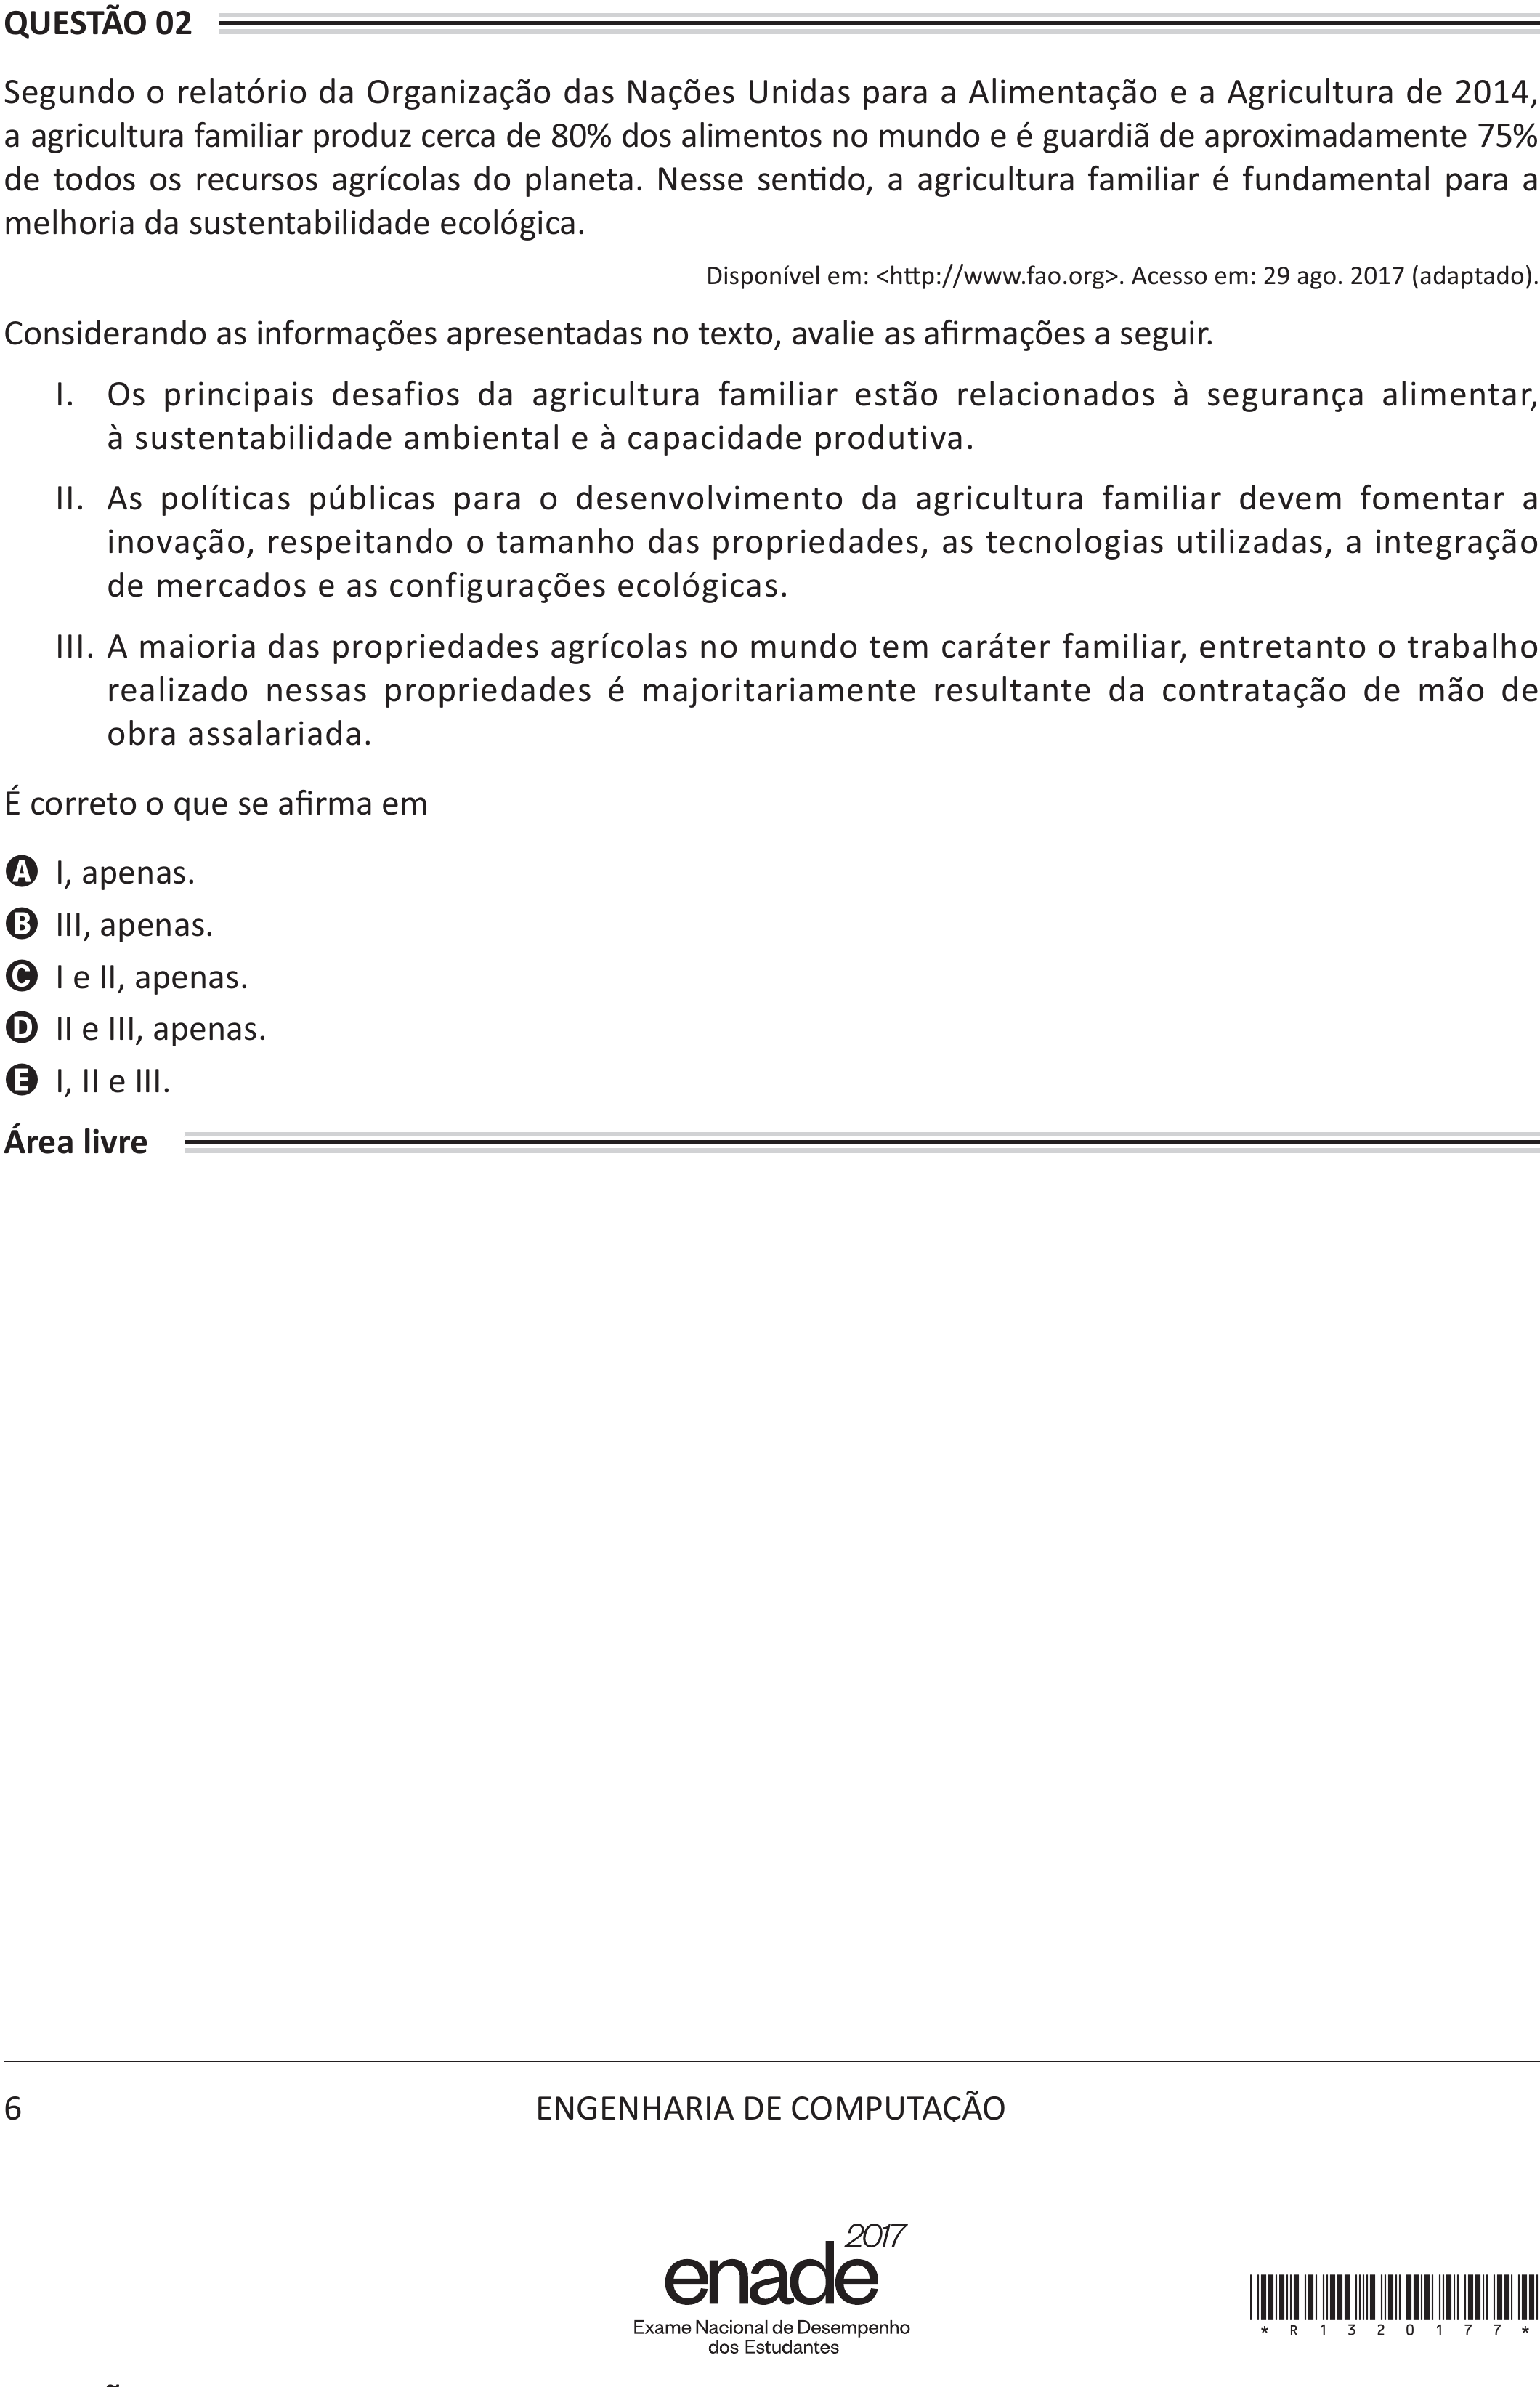 QUESTÃO 02
Segundo o relatório da Organização das Nações Unidas para a Alimentação e a Agricultura de 2014,
a agricultura familiar produz cerca de 80% dos alimentos no mundo e é guardiã de aproximadamente 75%
de todos os recursos agrícolas do planeta. Nesse sentido, a agricultura familiar é fundamental para a
melhoria da sustentabilidade ecológica.
Disponível em: <http://www.fao.org>. Acesso em: 29 ago. 2017 (adaptado).
Considerando as informações apresentadas no texto, avalie as afirmações a seguir.
I. Os principais desafios da agricultura familiar estão relacionados à segurança alimentar,
à sustentabilidade ambiental e à capacidade produtiva.
II. As políticas públicas para o desenvolvimento da agricultura familiar devem fomentar a
inovação, respeitando o tamanho das propriedades, as tecnologias utilizadas, a integração
de mercados e as configurações ecológicas.
III. A maioria das propriedades agrícolas no mundo tem caráter familiar, entretanto o trabalho
realizado nessas propriedades é majoritariamente resultante da contratação de mão de
obra assalariada.
É correto o que se afirma em
A I, apenas.
B III, apenas.
C I e II, apenas.
D II e III, apenas.
E I, II e III.
Área livre
6 ENGENHARIA DE COMPUTAÇÃO
2017
enade
Exame Nacional de Desempenho
dos Estudantes
*R1320177*